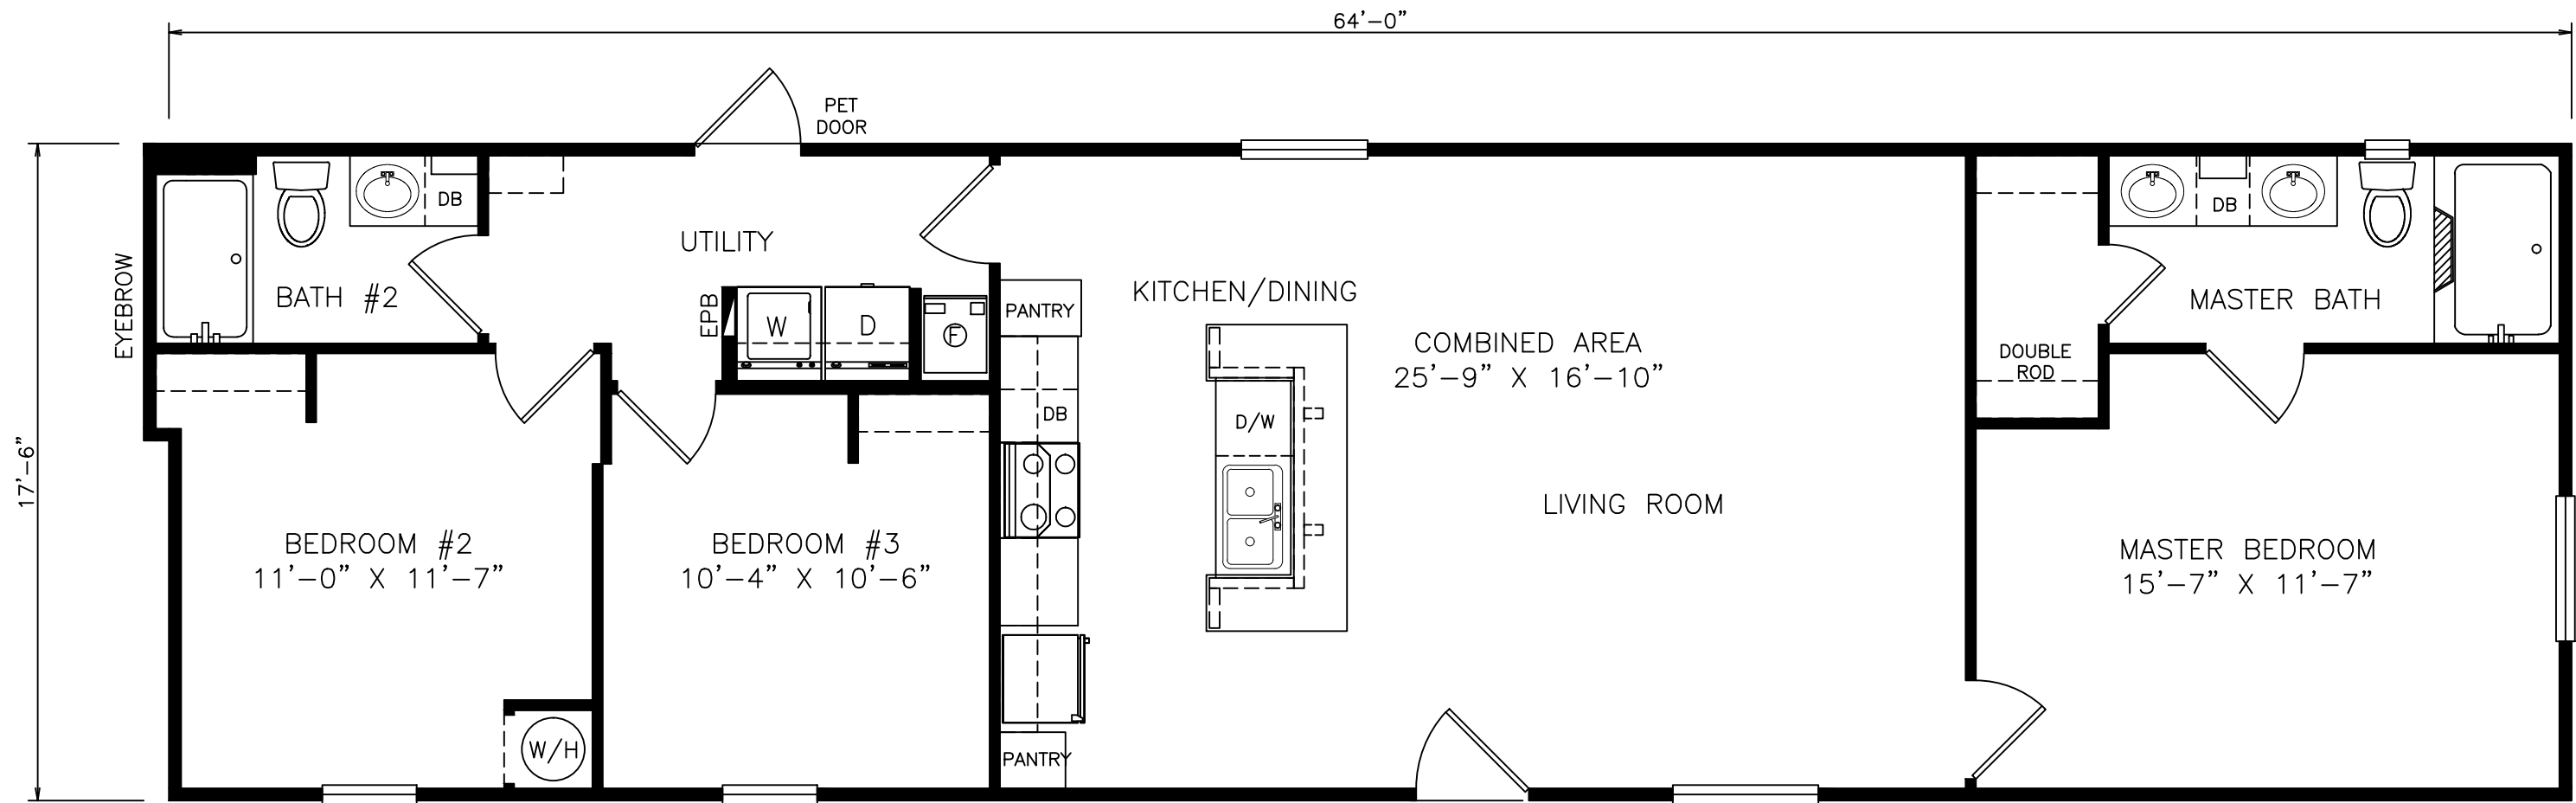 64'-0"
PET
DOOR
17'-6"
EYEBROW
DB
BATH #2
UTILITY
EPB
W
D
F
PANTRY
KITCHEN/DINING
COMBINED AREA
25'-9" X 16'-10"
DB
D/W
LIVING ROOM
PANTRY
BEDROOM #2
11'-0" X 11'-7"
W/H
BEDROOM #3
10'-4" X 10'-6"
DOUBLE
ROD
DB
MASTER BATH
MASTER BEDROOM
15'-7" X 11'-7"